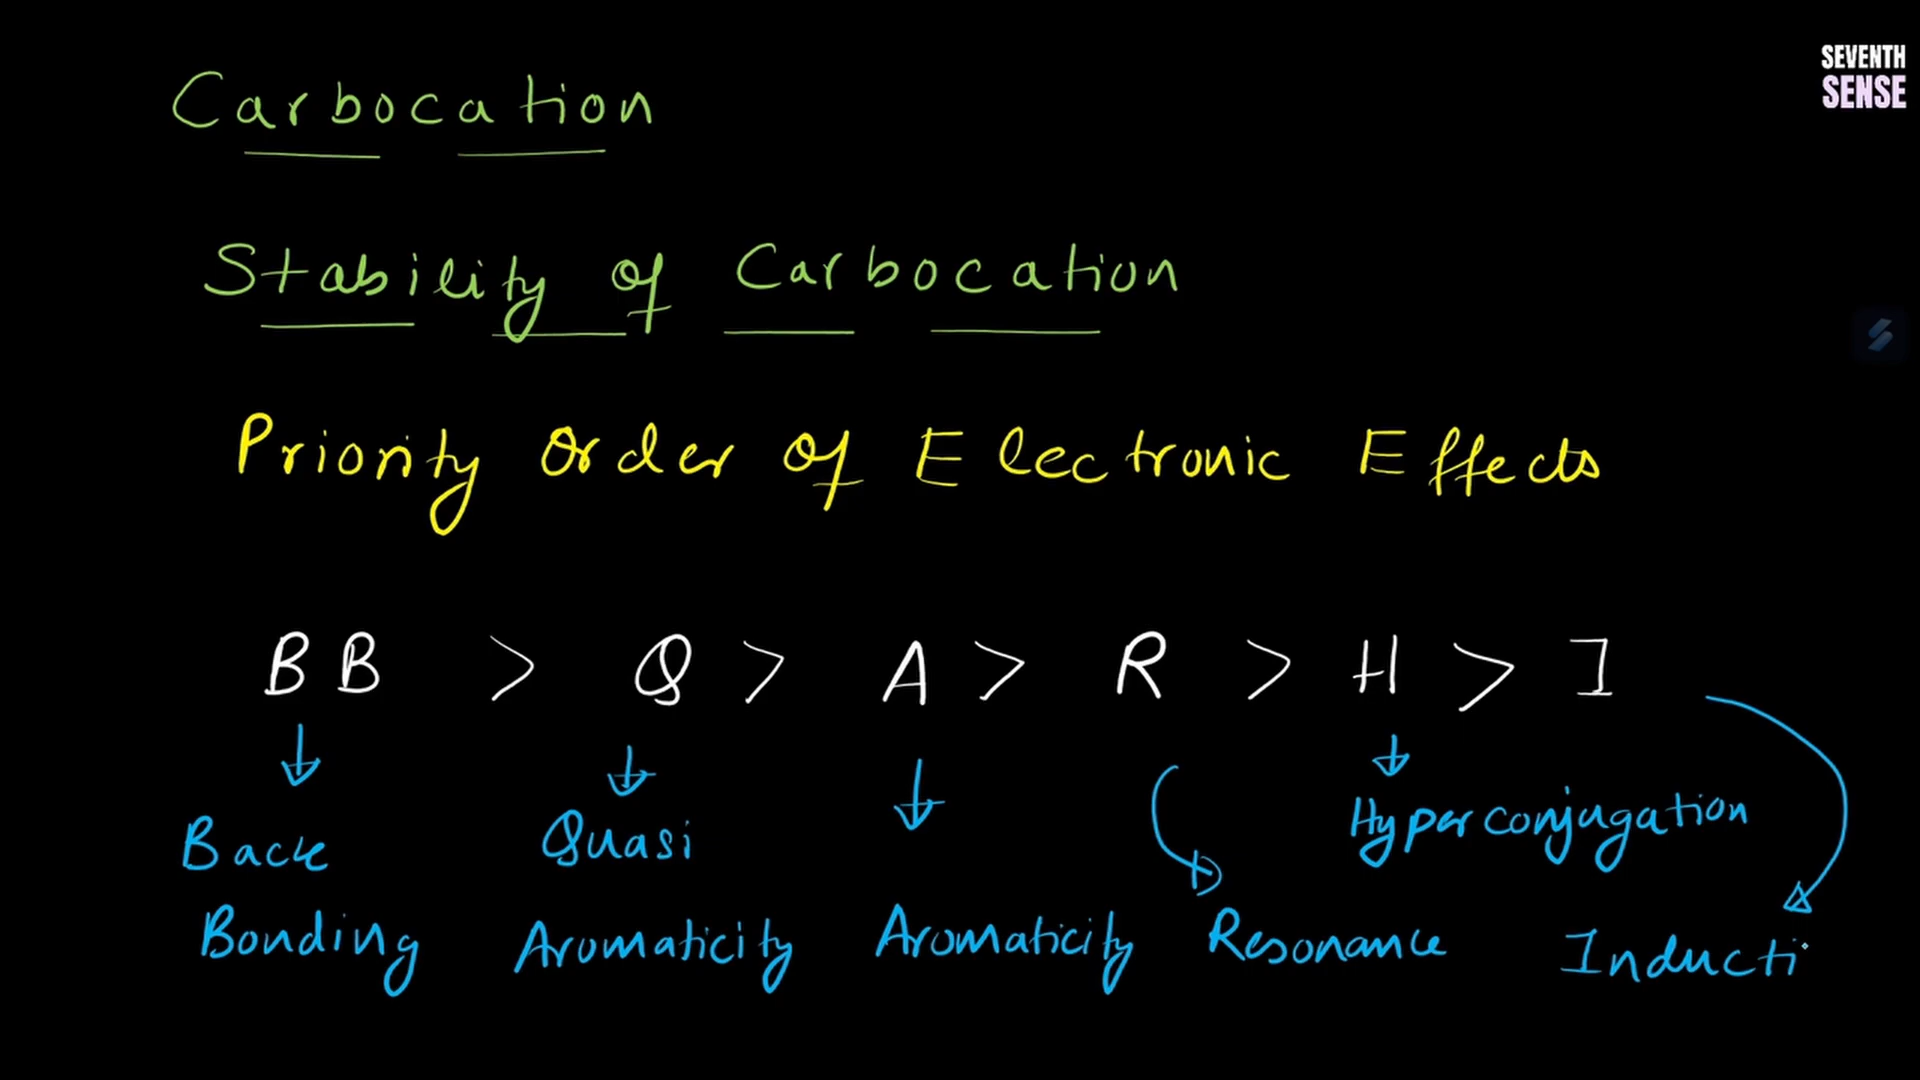 SEVENTH
SENSE
Carbocation
Stability of Carbocation
Priority Order of Electronic Effects
BB > Q > A > R > H > I
Back Bonding
Quasi Aromaticity
Aromaticity
Resonance
Hyperconjugation
Inducti